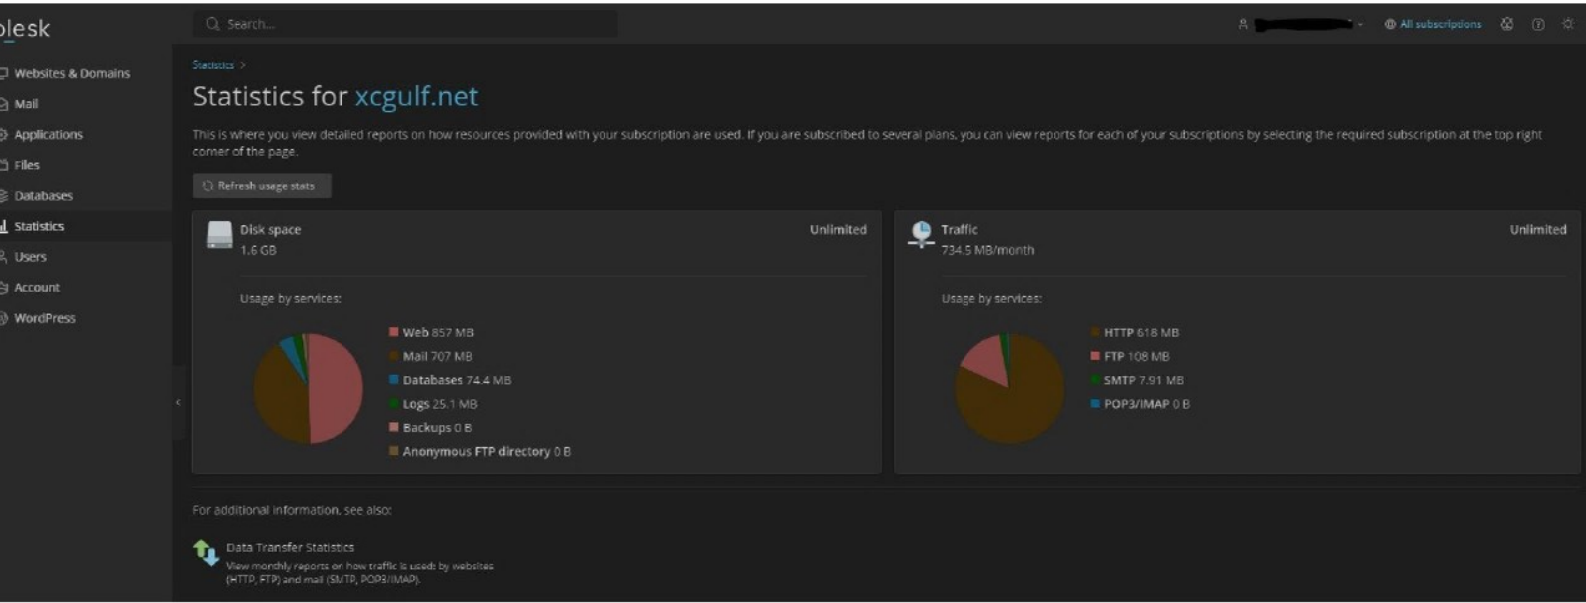 plesk
Search...
All subscriptions
Websites & Domains
Mail
Applications
Files
Databases
Statistics
Users
Account
WordPress
Statistics >
Statistics for xcgulf.net
This is where you view detailed reports on how resources provided with your subscription are used. If you are subscribed to several plans, you can view reports for each of your subscriptions by selecting the required subscription at the top right
corner of the page.
Refresh usage stats
Disk space
Unlimited
1.6 GB
Usage by services:
Web 857 MB
Mail 707 MB
Databases 74.4 MB
Logs 25.1 MB
Backups 0 B
Anonymous FTP directory 0 B
Traffic
Unlimited
734.5 MB/month
Usage by services:
HTTP 618 MB
FTP 108 MB
SMTP 7.91 MB
POP3/IMAP 0 B
For additional information, see also:
Data Transfer Statistics
View monthly reports on how traffic is used: by websites
(HTTP, FTP) and mail (SMTP, POP3/IMAP).